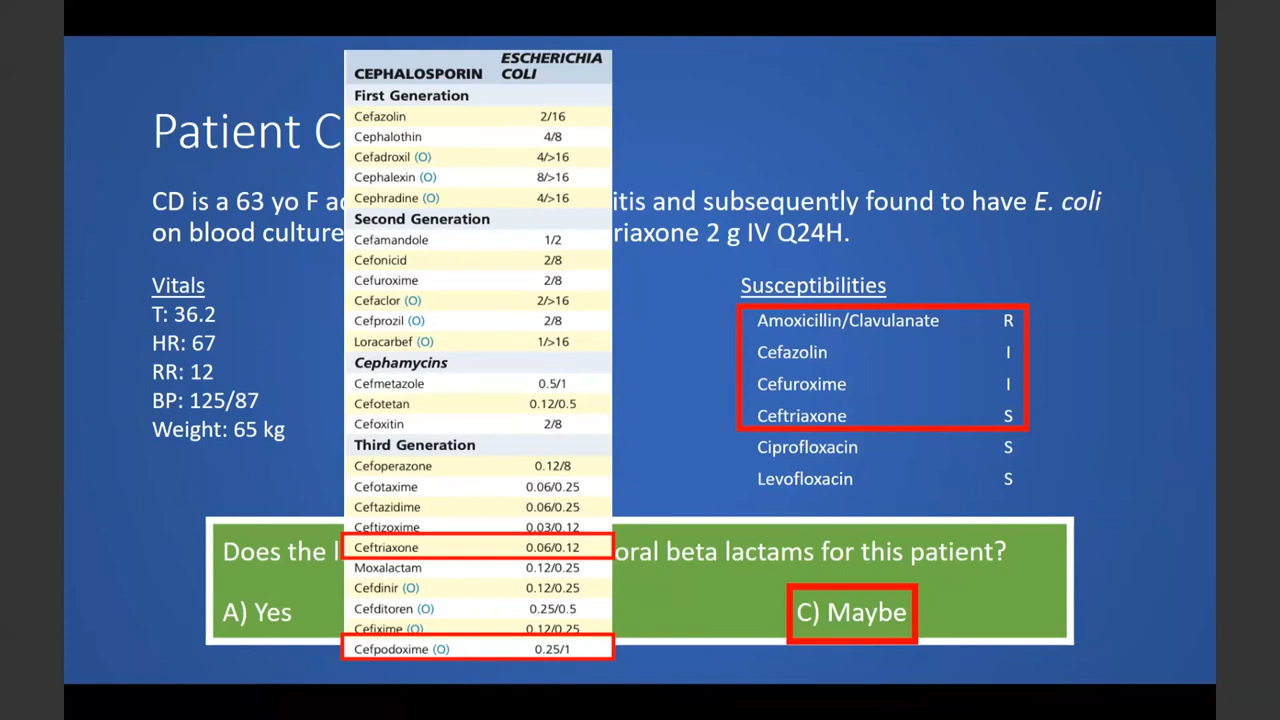 Patient C
CD is a 63 yo F ad
itis and subsequently found to have E. coli
on blood culture
riaxone 2 g IV Q24H.
Vitals
T: 36.2
HR: 67
RR: 12
BP: 125/87
Weight: 65 kg
CEPHALOSPORIN ESCHERICHIA COLI
First Generation
Cefazolin 2/16
Cephalothin 4/8
Cefadroxil (O) 4/>16
Cephalexin (O) 8/>16
Cephradine (O) 4/>16
Second Generation
Cefamandole 1/2
Cefonicid 2/8
Cefuroxime 2/8
Cefaclor (O) 2/>16
Cefprozil (O) 2/8
Loracarbef (O) 1/>16
Cephamycins
Cefmetazole 0.5/1
Cefotetan 0.12/0.5
Cefoxitin 2/8
Third Generation
Cefoperazone 0.12/8
Cefotaxime 0.06/0.25
Ceftazidime 0.06/0.25
Ceftizoxime 0.03/0.12
Ceftriaxone 0.06/0.12
Moxalactam 0.12/0.25
Cefdinir (O) 0.12/0.25
Cefditoren (O) 0.25/0.5
Cefixime (O) 0.12/0.25
Cefpodoxime (O) 0.25/1
Susceptibilities
Amoxicillin/Clavulanate R
Cefazolin I
Cefuroxime I
Ceftriaxone S
Ciprofloxacin S
Levofloxacin S
Does the l
oral beta lactams for this patient?
A) Yes
C) Maybe